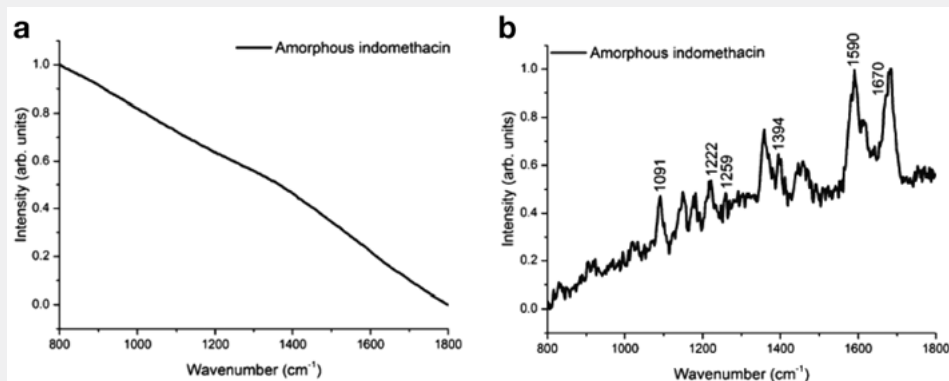 a
Amorphous indomethacin
Intensity (arb. units)
1.0
0.8
0.6
0.4
0.2
0.0
800 1000 1200 1400 1600 1800
Wavenumber (cm⁻¹)
b
Amorphous indomethacin
1091
1222
1259
1394
1590
1670
Intensity (arb. units)
1.0
0.8
0.6
0.4
0.2
0.0
800 1000 1200 1400 1600 1800
Wavenumber (cm⁻¹)